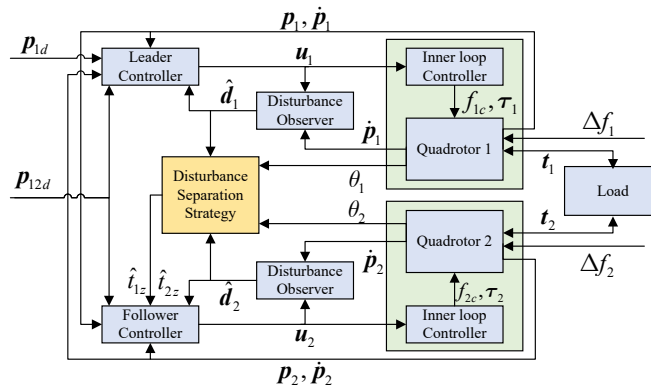 p₁, ṗ₁
p₁d
Leader
Controller
u₁
Inner loop
Controller
d̂₁
Disturbance
Observer
f₁c, τ₁
ṗ₁
Quadrotor 1
Δf₁
t₁
p₁₂d
Disturbance
Separation
Strategy
θ₁
Load
θ₂
t₂
Quadrotor 2
t̂₁z t̂₂z
ṗ₂
Δf₂
d̂₂
Disturbance
Observer
f₂c, τ₂
Follower
Controller
u₂
Inner loop
Controller
p₂, ṗ₂